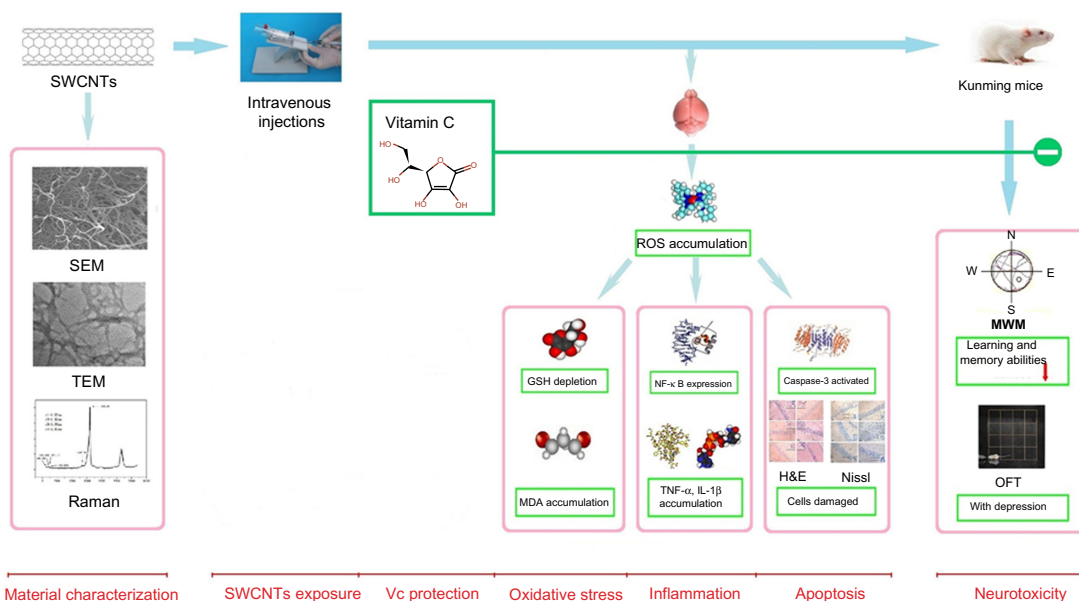 SWCNTs
Intravenous
injections
Kunming mice
Vitamin C
HO
O
O
HO
HO
OH
SEM
TEM
Raman
ROS accumulation
GSH depletion
MDA accumulation
NF-κ B expression
TNF-α, IL-1β
accumulation
Caspase-3 activated
H&E Nissl
Cells damaged
N
W E
S
MWM
Learning and
memory abilities
OFT
With depression
Material characterization SWCNTs exposure Vc protection Oxidative stress Inflammation Apoptosis Neurotoxicity